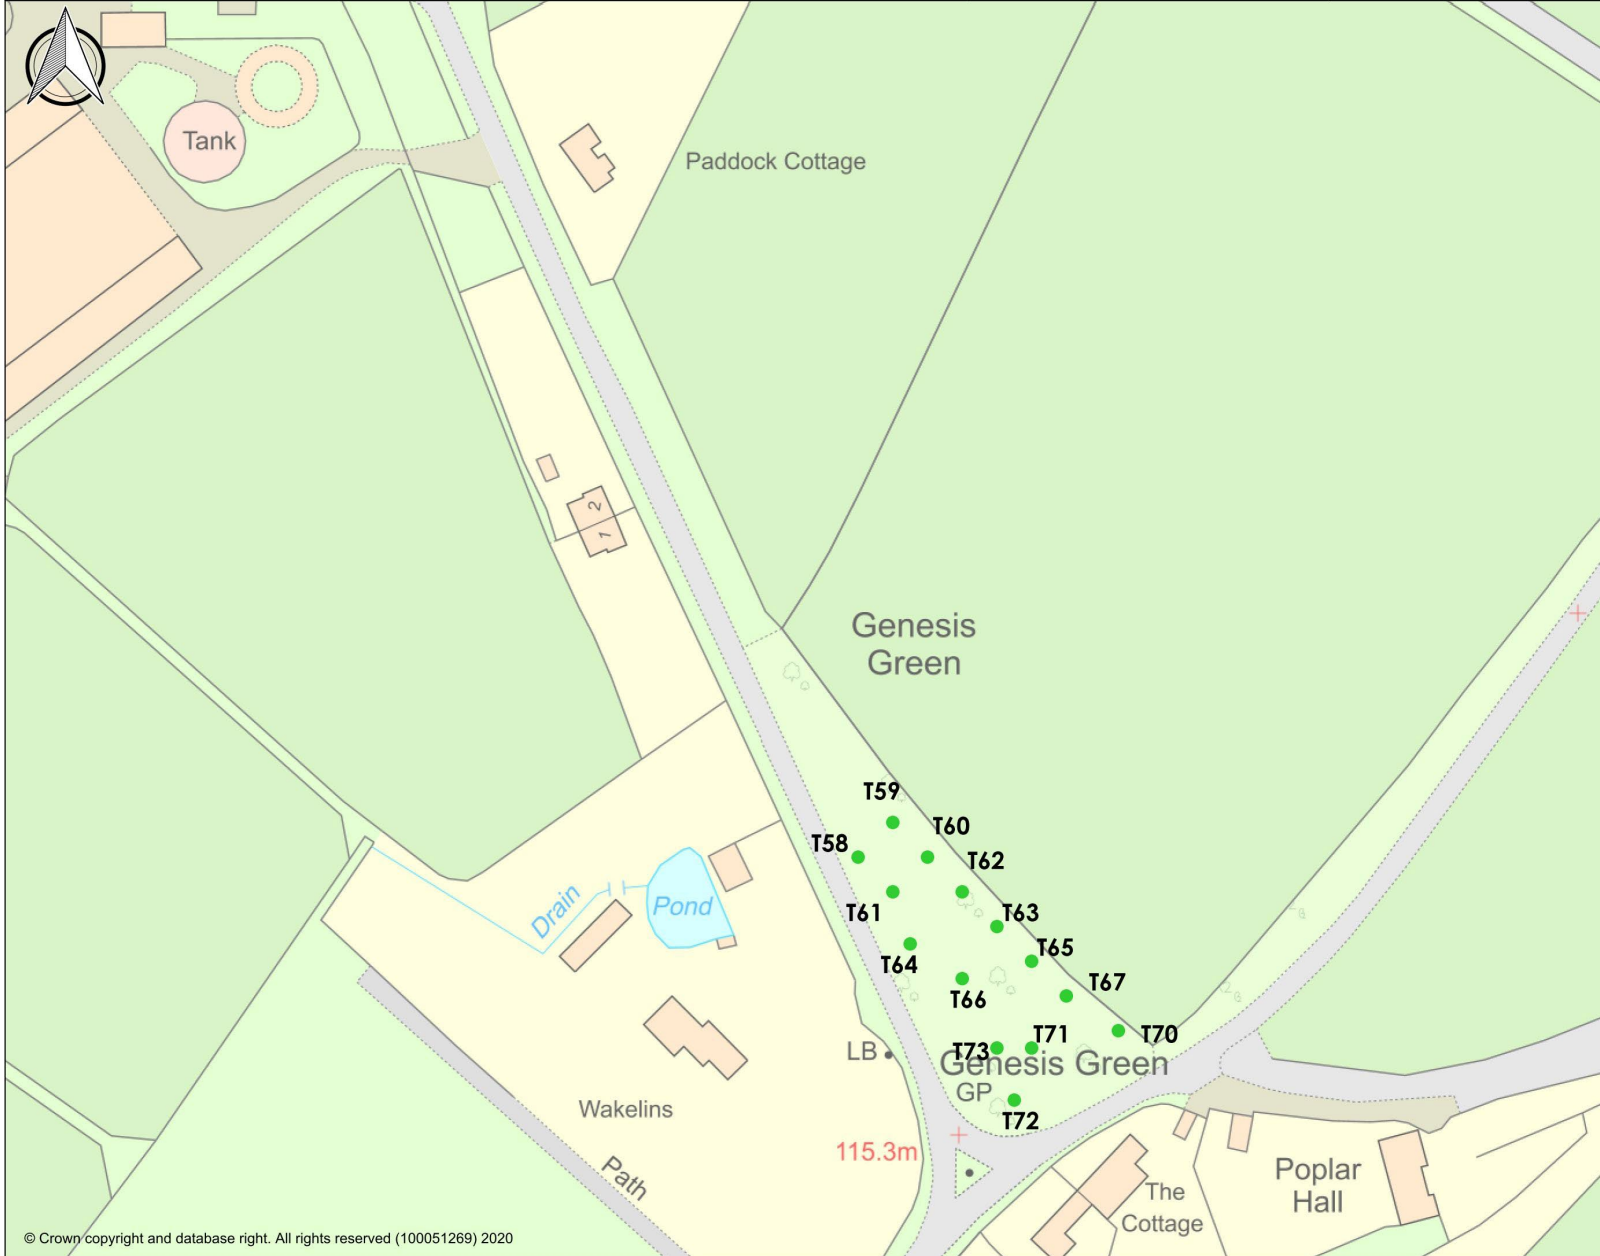 Tank
Paddock Cottage
2
1
Genesis
Green
T59
T60
T58
T62
T61
T63
T65
T64
T67
T66
T70
T71
T73
Genesis Green
GP
T72
Drain
Pond
LB
Wakelins
115.3m
Path
The
Cottage
Poplar
Hall
© Crown copyright and database right. All rights reserved (100051269) 2020